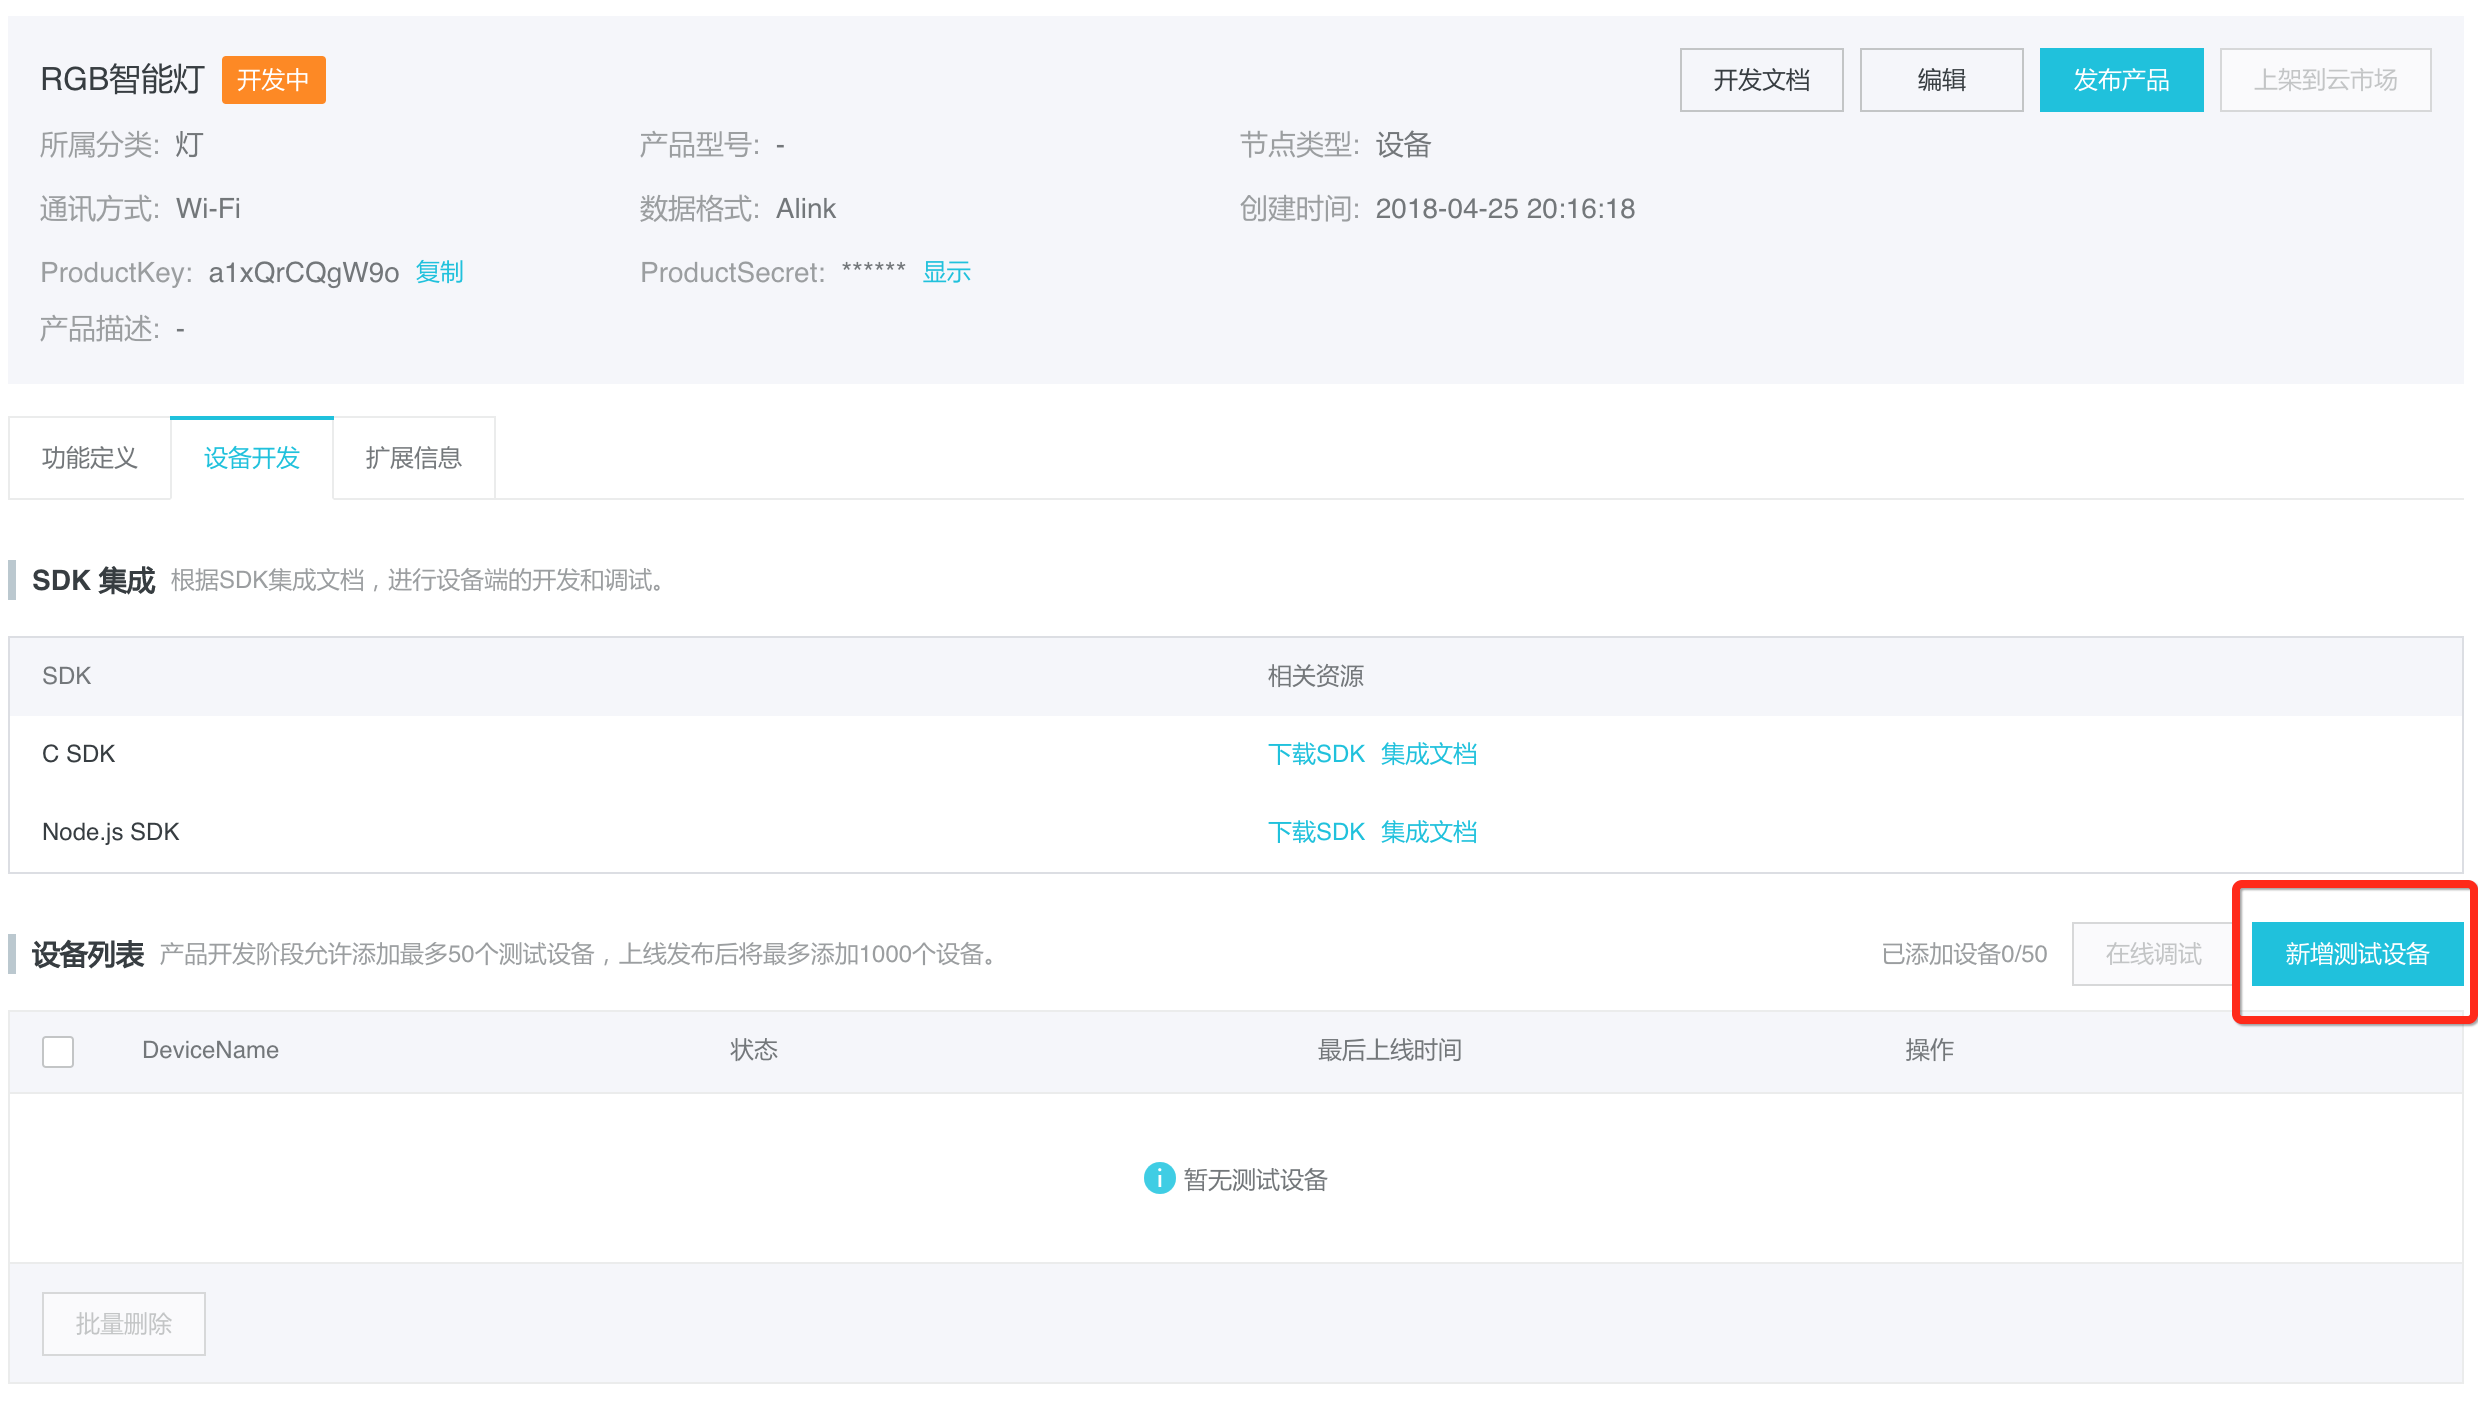 RGB智能灯 开发中 开发文档 编辑 发布产品 上架到云市场
所属分类: 灯 产品型号: - 节点类型: 设备
通讯方式: Wi-Fi 数据格式: Alink 创建时间: 2018-04-25 20:16:18
ProductKey: a1xQrCQgW9o 复制 ProductSecret: ****** 显示
产品描述: -
功能定义 设备开发 扩展信息
SDK 集成 根据SDK集成文档，进行设备端的开发和调试。
SDK 相关资源
C SDK 下载SDK 集成文档
Node.js SDK 下载SDK 集成文档
设备列表 产品开发阶段允许添加最多50个测试设备，上线发布后将最多添加1000个设备。 已添加设备0/50 在线调试 新增测试设备
DeviceName 状态 最后上线时间 操作
暂无测试设备
批量删除